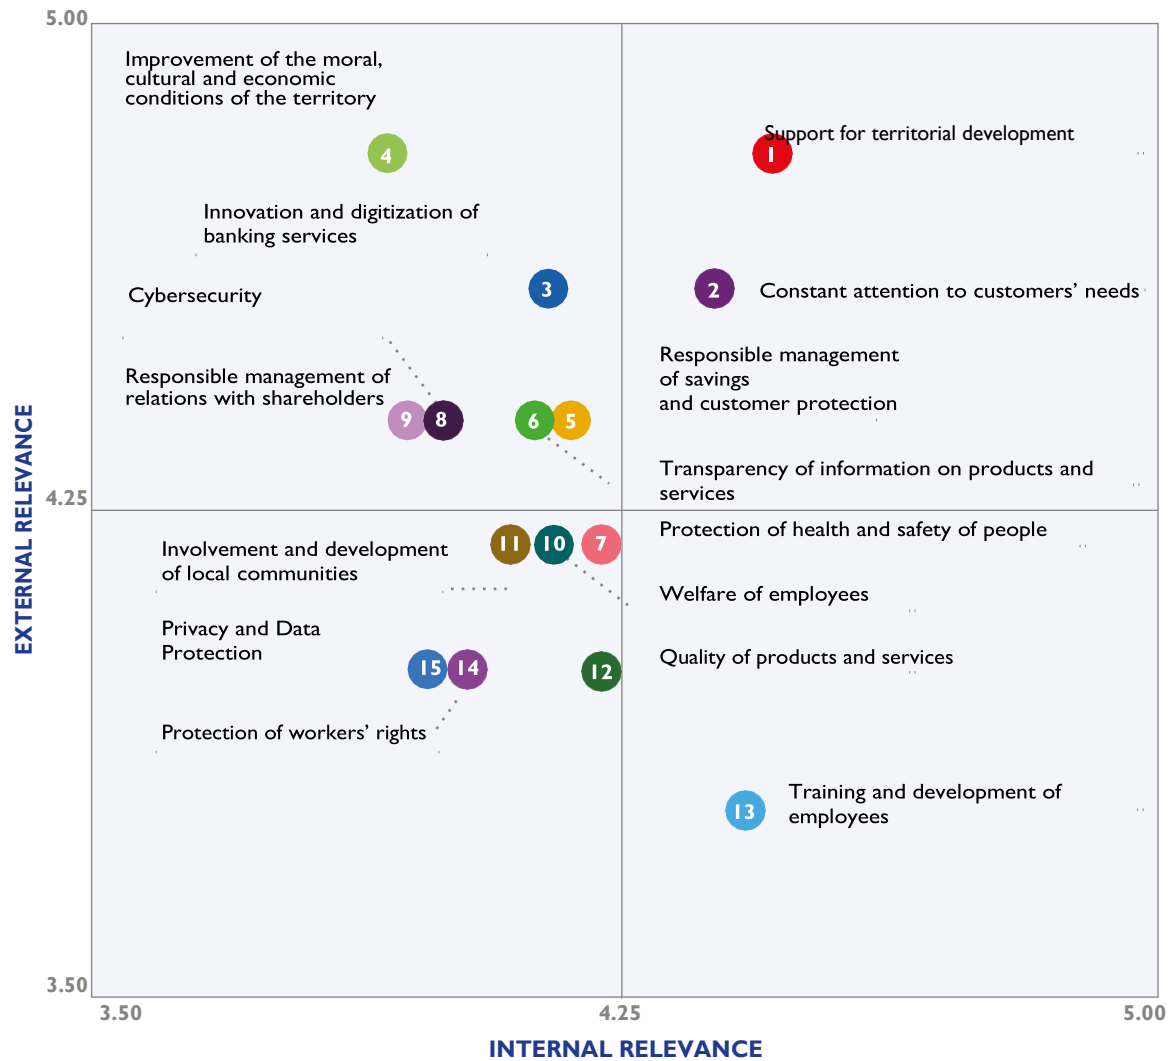 5.00
Improvement of the moral,
cultural and economic
conditions of the territory
4
Support for territorial development
1
Innovation and digitization of
banking services
3
2
Constant attention to customers’ needs
Cybersecurity
Responsible management
of savings
and customer protection
Responsible management of
relations with shareholders
9
8
6
5
Transparency of information on products and
services
4.25
EXTERNAL RELEVANCE
Protection of health and safety of people
11
10
7
Involvement and development
of local communities
Welfare of employees
Privacy and Data
Protection
Quality of products and services
15
14
12
Protection of workers’ rights
Training and development of
employees
13
3.50
3.50
4.25
5.00
INTERNAL RELEVANCE